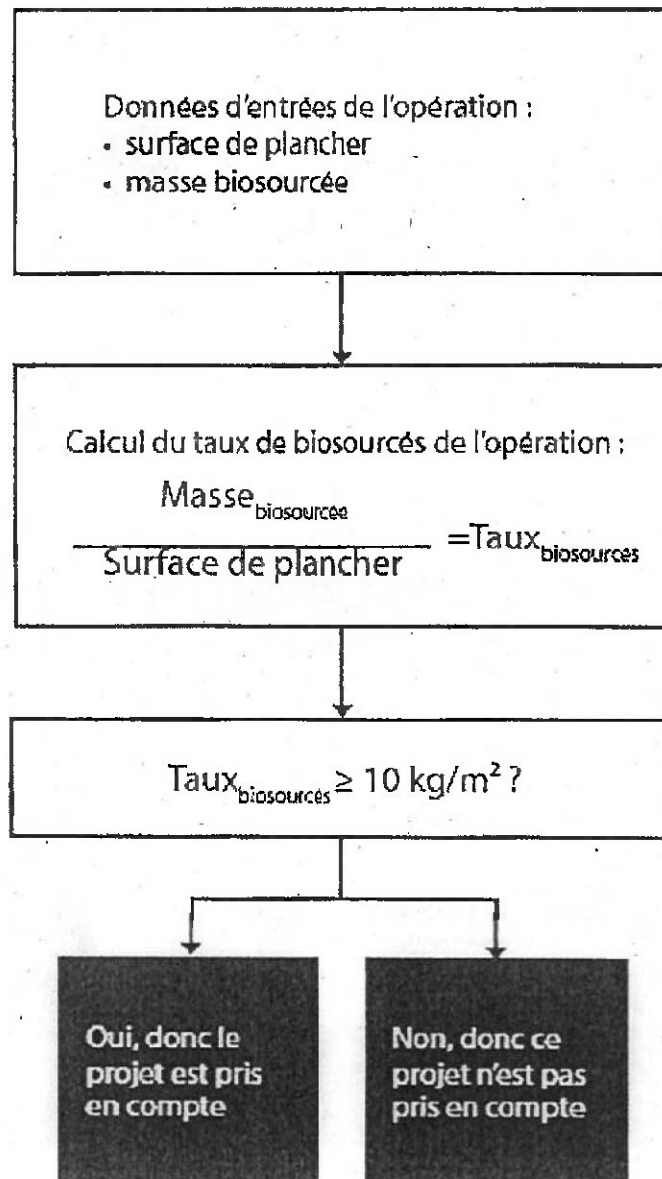 Données d'entrées de l'opération :
• surface de plancher
• masse biosourcée
Calcul du taux de biosourcés de l'opération :
Masse biosourcée
=Taux biosourcés
Surface de plancher
Taux biosourcés ≥ 10 kg/m² ?
Oui, donc le
projet est pris
en compte
Non, donc ce
projet n'est pas
pris en compte